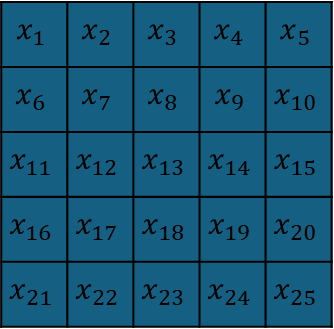 x₁ x₂ x₃ x₄ x₅
x₆ x₇ x₈ x₉ x₁₀
x₁₁ x₁₂ x₁₃ x₁₄ x₁₅
x₁₆ x₁₇ x₁₈ x₁₉ x₂₀
x₂₁ x₂₂ x₂₃ x₂₄ x₂₅